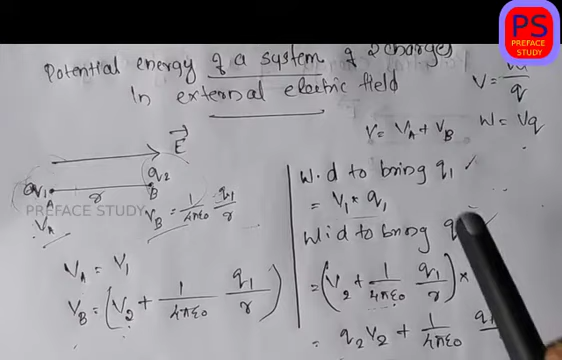 PS
PREFACE
STUDY
Potential energy of a system of 2 charges
In external electric field
V = W/q
W = Vq
V = VA + VB
E
q1
A
VA
r
q2
B
PREFACE STUDY
VB = 1/4πε0 q1/r
VA = V1
VB = (V2 + 1/4πε0 q1/r)
W.d to bring q1 ✓
= V1 * q1
W.d to bring q
= (V2 + 1/4πε0 q1/r) *
= q2V2 + 1/4πε0 q1